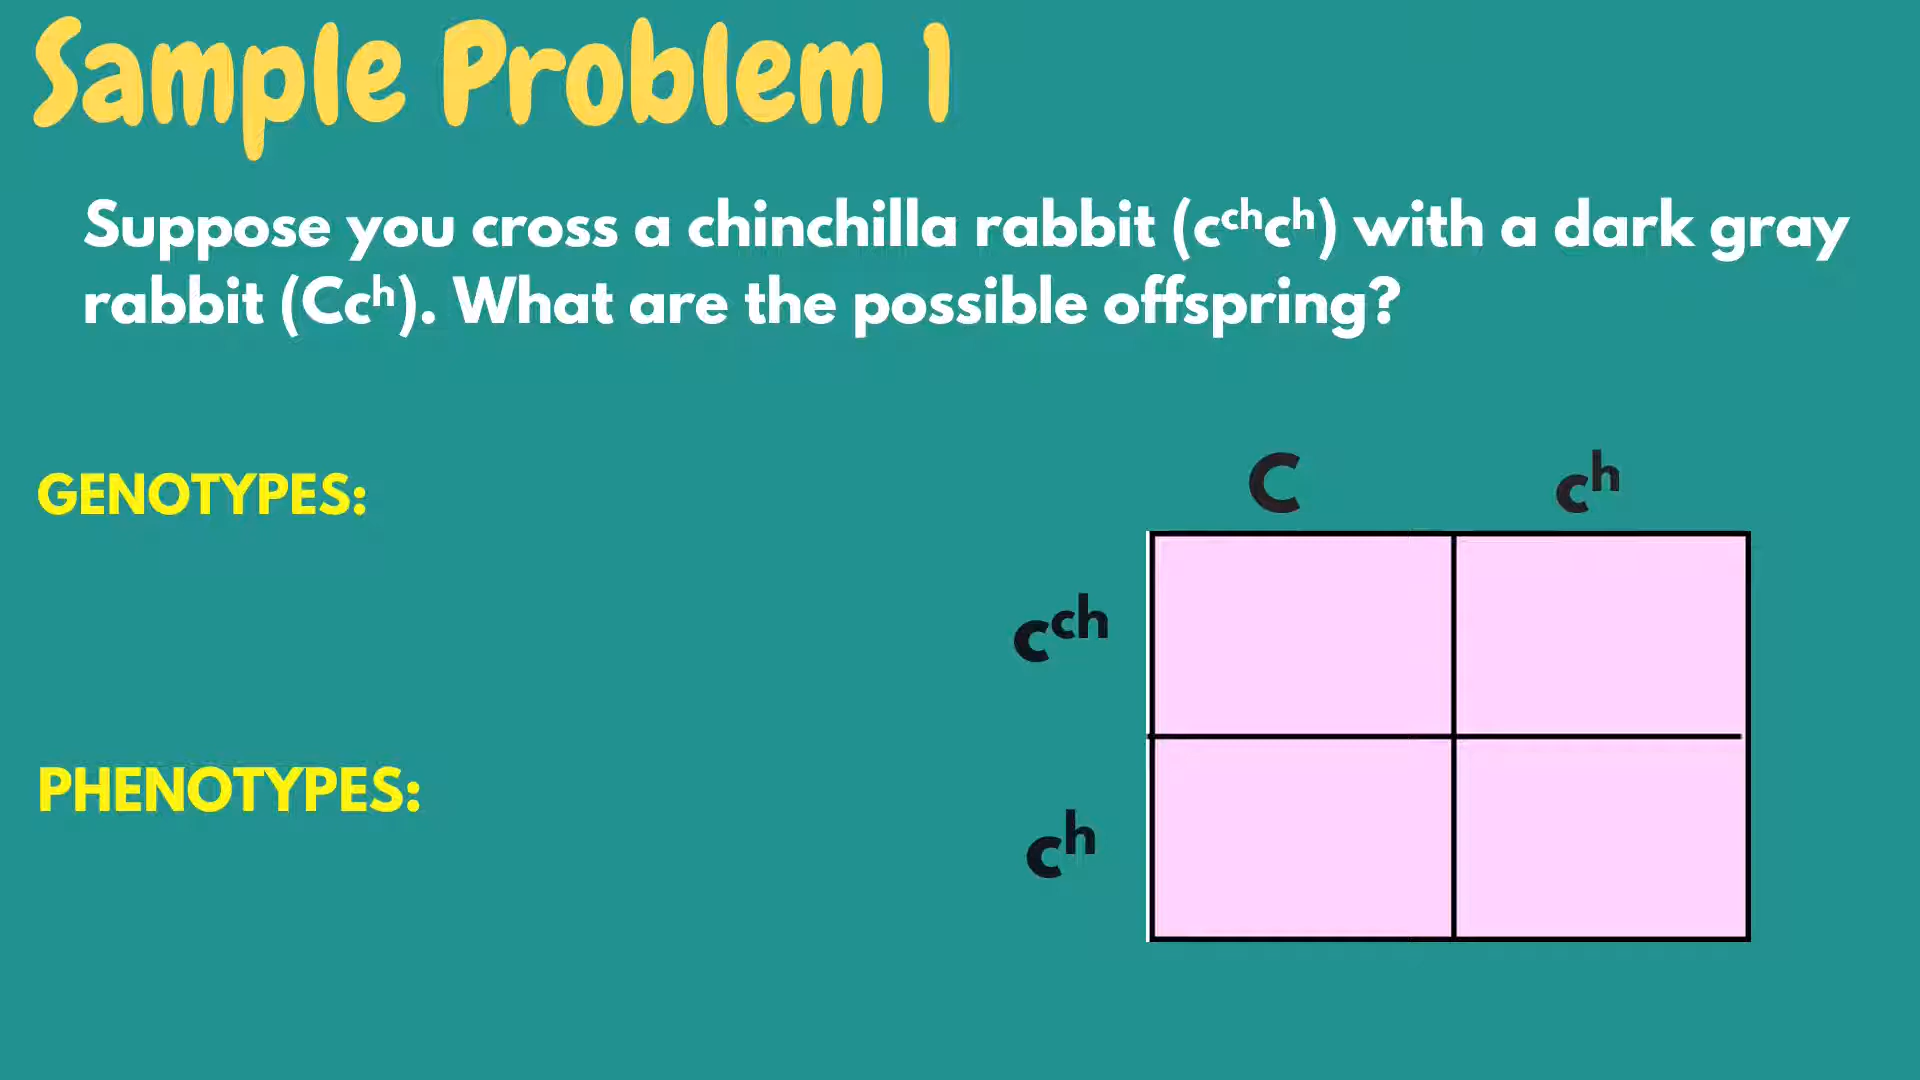 Sample Problem 1
Suppose you cross a chinchilla rabbit (cᶜʰcʰ) with a dark gray
rabbit (Ccʰ). What are the possible offspring?
GENOTYPES:
C cʰ
cᶜʰ
PHENOTYPES:
cʰ